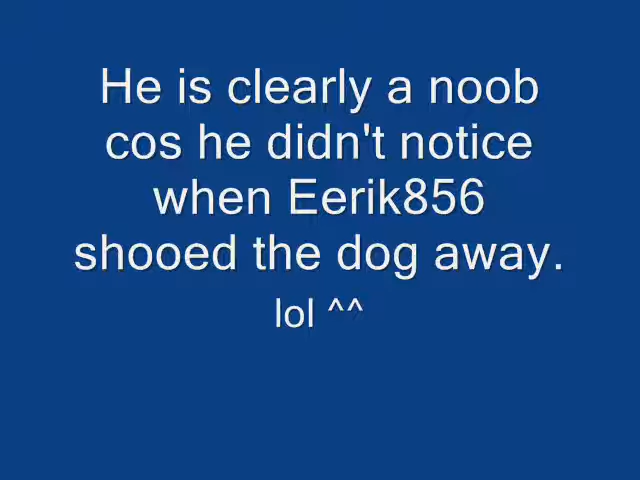 He is clearly a noob
cos he didn't notice
when Eerik856
shooed the dog away.
lol ^^